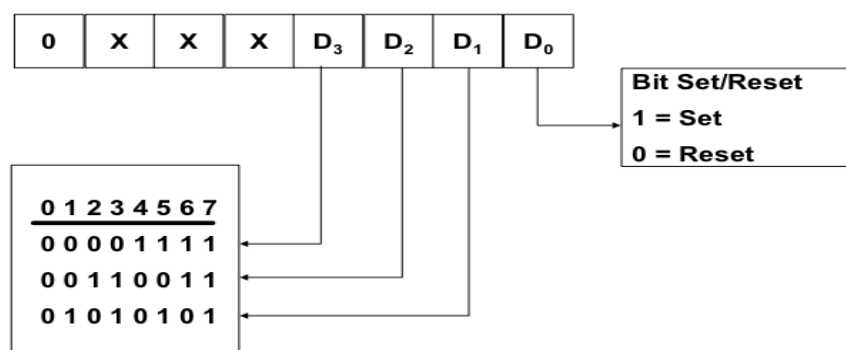 0 X X X D₃ D₂ D₁ D₀
Bit Set/Reset
1 = Set
0 = Reset
0 1 2 3 4 5 6 7
0 0 0 0 1 1 1 1
0 0 1 1 0 0 1 1
0 1 0 1 0 1 0 1